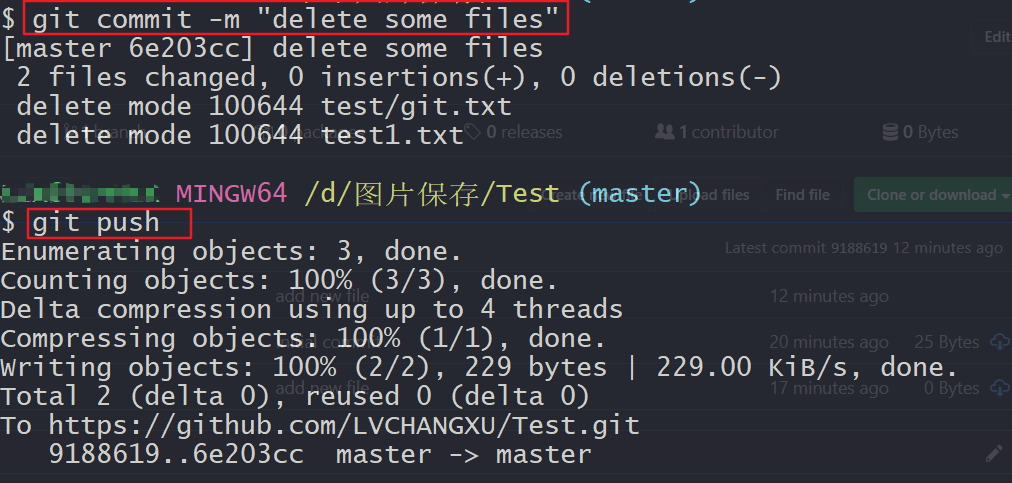 $ git commit -m "delete some files"
[master 6e203cc] delete some files
2 files changed, 0 insertions(+), 0 deletions(-)
delete mode 100644 test/git.txt
delete mode 100644 test1.txt
0 releases
1 contributor
0 Bytes
Edit
MINGW64 /d/图片保存/Test (master)
Upload files
Find file
Clone or download
$ git push
Enumerating objects: 3, done.
Latest commit 9188619 12 minutes ago
Counting objects: 100% (3/3), done.
add new file
12 minutes ago
Delta compression using up to 4 threads
Compressing objects: 100% (1/1), done.
20 minutes ago
25 Bytes
Writing objects: 100% (2/2), 229 bytes | 229.00 KiB/s, done.
add new file
17 minutes ago
0 Bytes
Total 2 (delta 0), reused 0 (delta 0)
To https://github.com/LVCHANGXU/Test.git
9188619..6e203cc master -> master